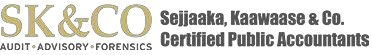 SK&CO
AUDIT • ADVISORY • FORENSICS
Sejjaaka, Kaawaase & Co.
Certified Public Accountants